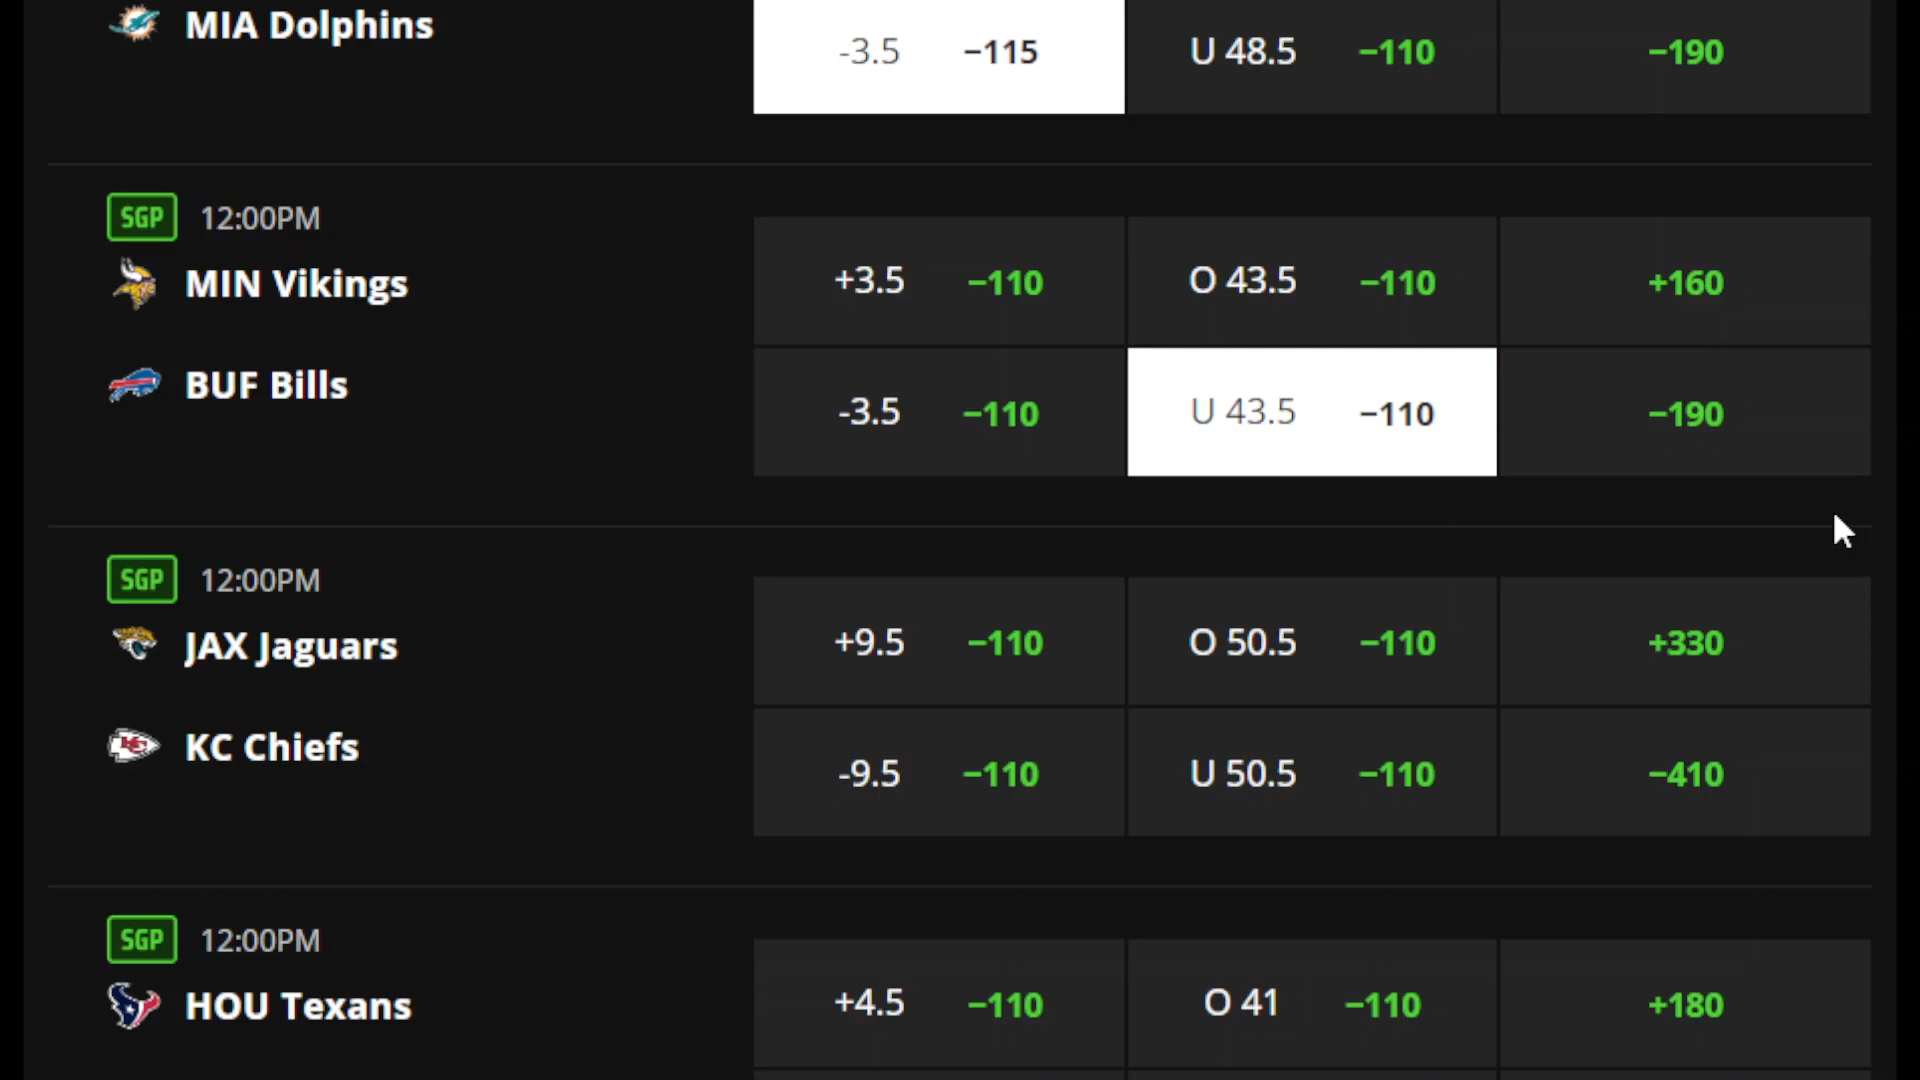 MIA Dolphins
-3.5 −115 U 48.5 −110 −190
SGP 12:00PM
MIN Vikings
+3.5 −110 O 43.5 −110 +160
BUF Bills
-3.5 −110 U 43.5 −110 −190
SGP 12:00PM
JAX Jaguars
+9.5 −110 O 50.5 −110 +330
KC Chiefs
-9.5 −110 U 50.5 −110 −410
SGP 12:00PM
HOU Texans
+4.5 −110 O 41 −110 +180